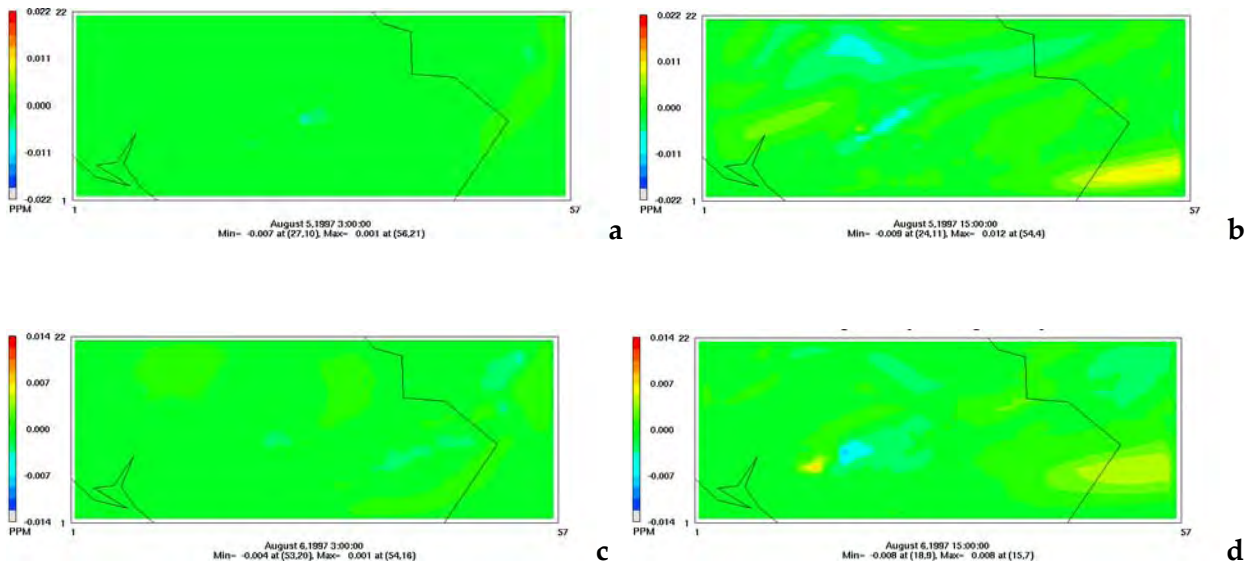 0.022 22
0.011
0.000
-0.011
-0.022 1
PPM 1 57
August 5,1997 3:00:00
Min= -0.007 at (27,10), Max= 0.001 at (56,21)
a
0.022 22
0.011
0.000
-0.011
-0.022 1
PPM 1 57
August 5,1997 15:00:00
Min= -0.009 at (24,11), Max= 0.012 at (54,4)
b
0.014 22
0.007
0.000
-0.007
-0.014 1
PPM 1 57
August 6,1997 3:00:00
Min= -0.004 at (53,20), Max= 0.001 at (54,16)
c
0.014 22
0.007
0.000
-0.007
-0.014 1
PPM 1 57
August 6,1997 15:00:00
Min= -0.008 at (18,9), Max= 0.008 at (15,7)
d